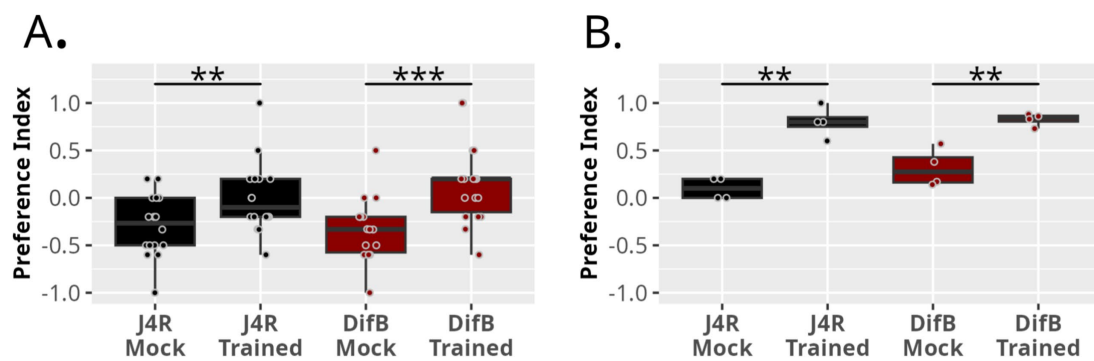 A.
Preference Index
1.0
0.5
0.0
-0.5
-1.0
**
***
J4R
Mock
J4R
Trained
DifB
Mock
DifB
Trained
B.
Preference Index
1.0
0.5
0.0
-0.5
-1.0
**
**
J4R
Mock
J4R
Trained
DifB
Mock
DifB
Trained